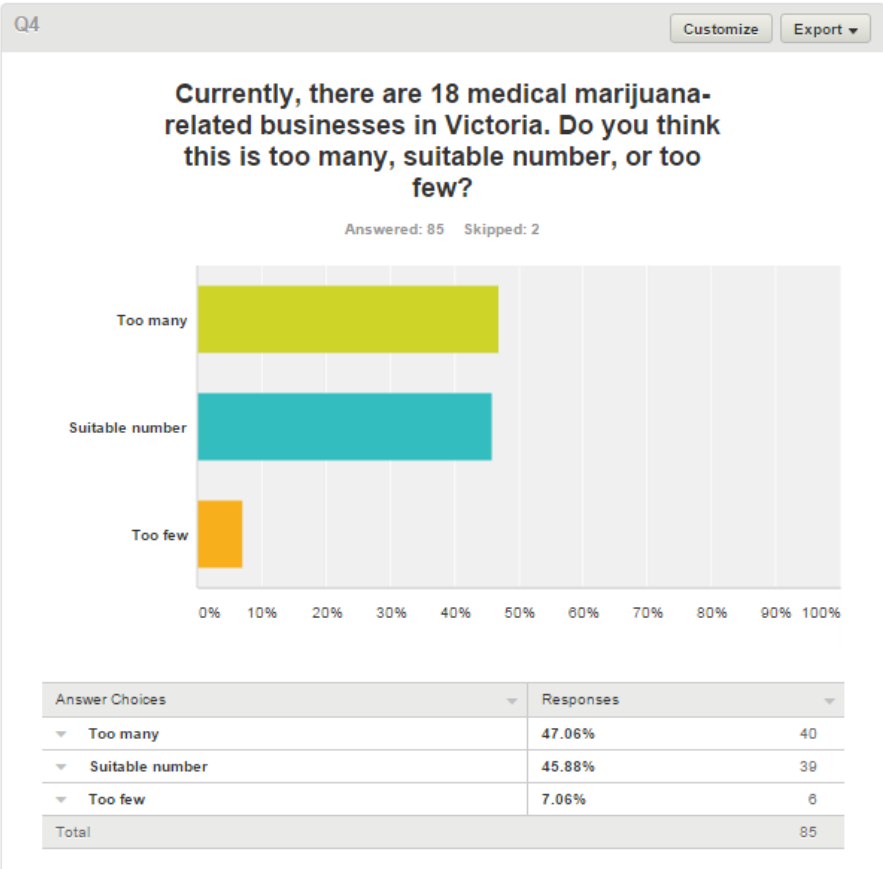 Q4
Customize
Export
Currently, there are 18 medical marijuana-
related businesses in Victoria. Do you think
this is too many, suitable number, or too
few?
Answered: 85 Skipped: 2
Too many
Suitable number
Too few
0% 10% 20% 30% 40% 50% 60% 70% 80% 90% 100%
Answer Choices Responses
Too many 47.06% 40
Suitable number 45.88% 39
Too few 7.06% 6
Total 85